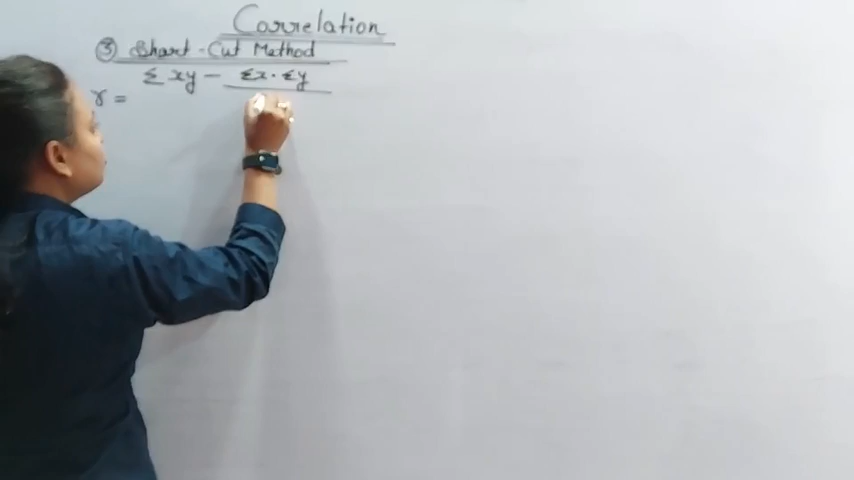 Correlation
③ Short-Cut Method
Σxy - Σx·Σy
r =